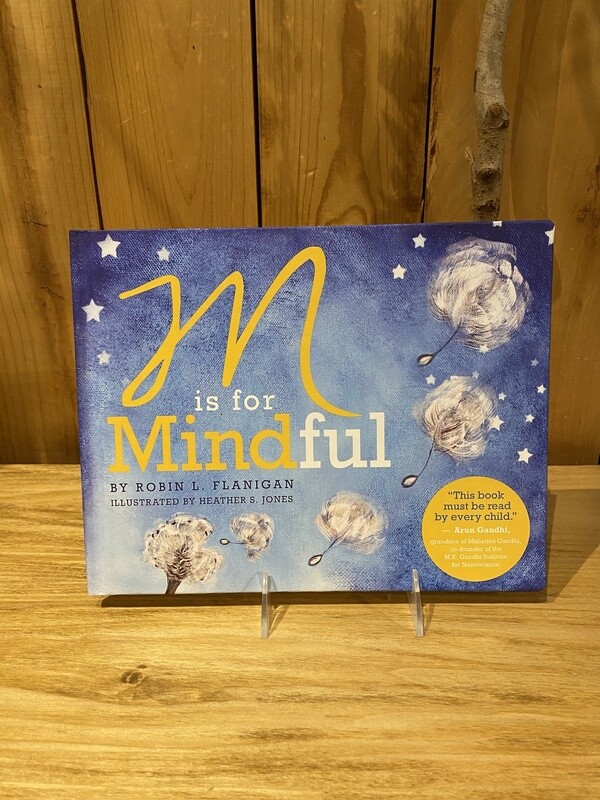 M
is for
Mindful
BY ROBIN L. FLANIGAN
ILLUSTRATED BY HEATHER S. JONES
"This book
must be read
by every child."
— Arun Gandhi,
grandson of Mahatma Gandhi,
co-founder of the
M.K. Gandhi Institute
for Nonviolence